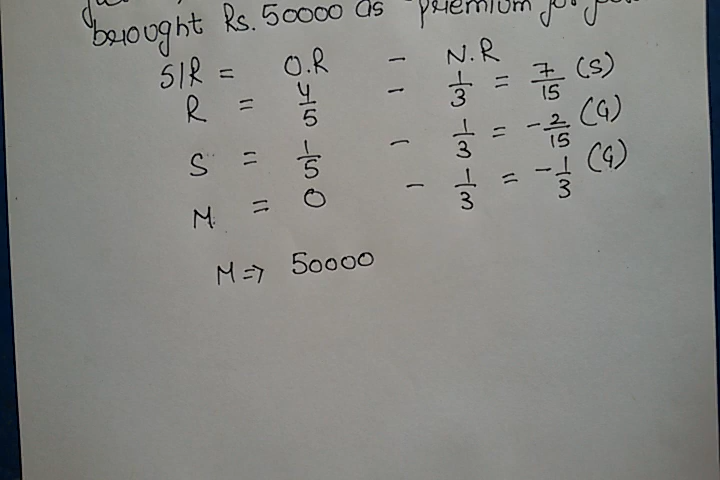 brought Rs. 50000 as premium for
S/R = O.R - N.R
R = 4/5 - 1/3 = 7/15 (S)
S = 1/5 - 1/3 = -2/15 (G)
M = 0 - 1/3 = -1/3 (G)
M => 50000